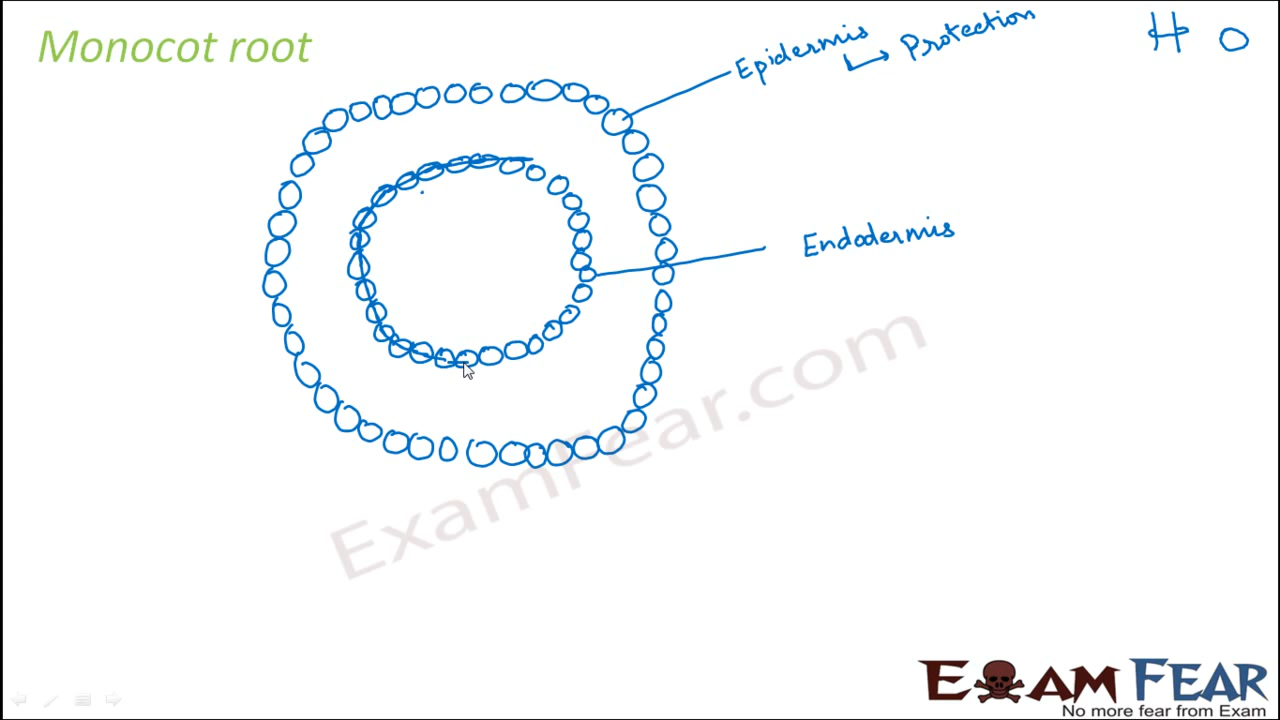 Monocot root
Epidermis
Protection
H O
Endodermis
ExamFear.com
EXAM FEAR
No more fear from Exam